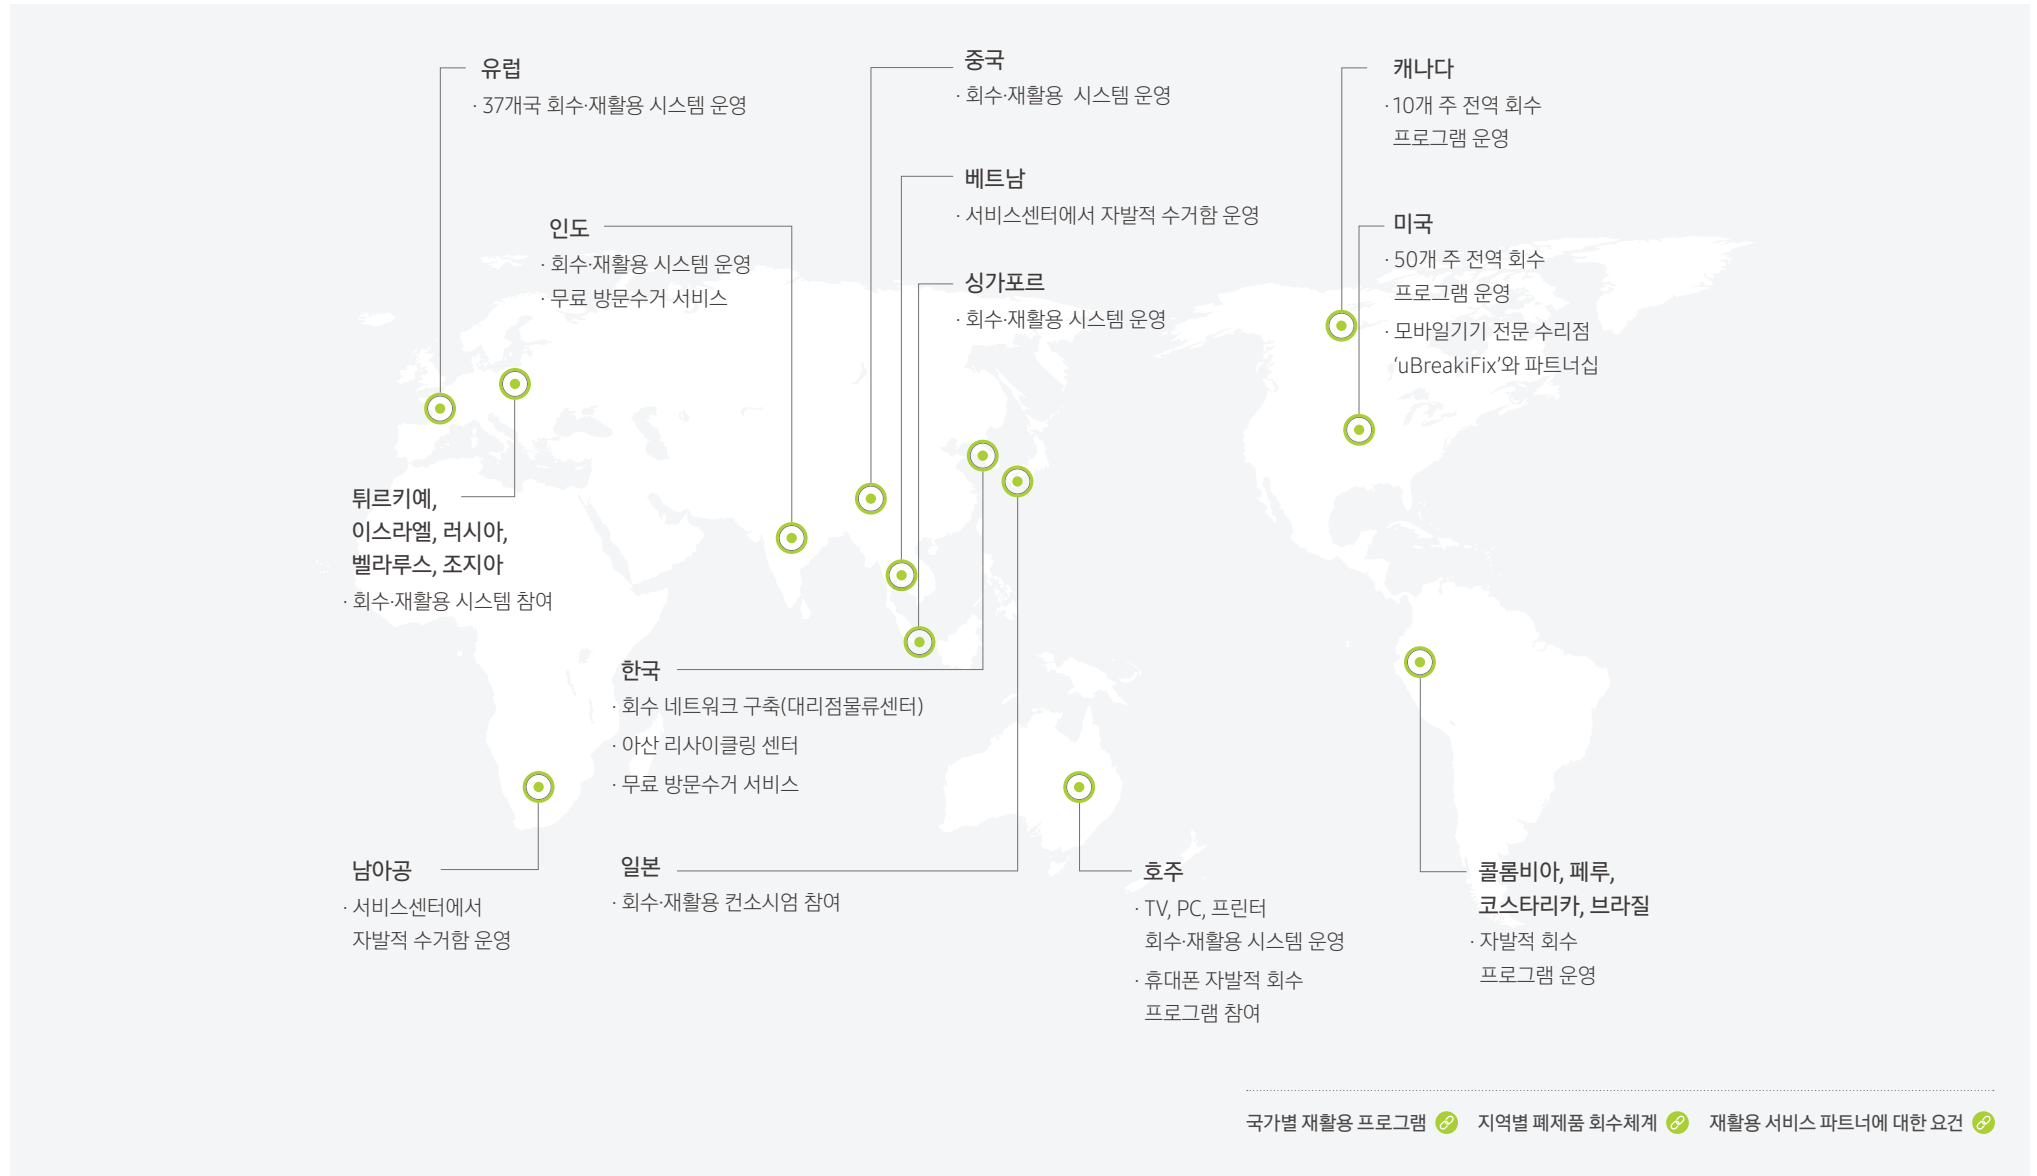 유럽
· 37개국 회수·재활용 시스템 운영
중국
· 회수·재활용 시스템 운영
캐나다
· 10개 주 전역 회수
프로그램 운영
베트남
· 서비스센터에서 자발적 수거함 운영
인도
· 회수·재활용 시스템 운영
· 무료 방문수거 서비스
미국
· 50개 주 전역 회수
프로그램 운영
· 모바일기기 전문 수리점
‘uBreakiFix’와 파트너십
싱가포르
· 회수·재활용 시스템 운영
튀르키예,
이스라엘, 러시아,
벨라루스, 조지아
· 회수·재활용 시스템 참여
한국
· 회수 네트워크 구축(대리점물류센터)
· 아산 리사이클링 센터
· 무료 방문수거 서비스
남아공
· 서비스센터에서
자발적 수거함 운영
일본
· 회수·재활용 컨소시엄 참여
호주
· TV, PC, 프린터
회수·재활용 시스템 운영
· 휴대폰 자발적 회수
프로그램 참여
콜롬비아, 페루,
코스타리카, 브라질
· 자발적 회수
프로그램 운영
국가별 재활용 프로그램 지역별 폐제품 회수체계 재활용 서비스 파트너에 대한 요건